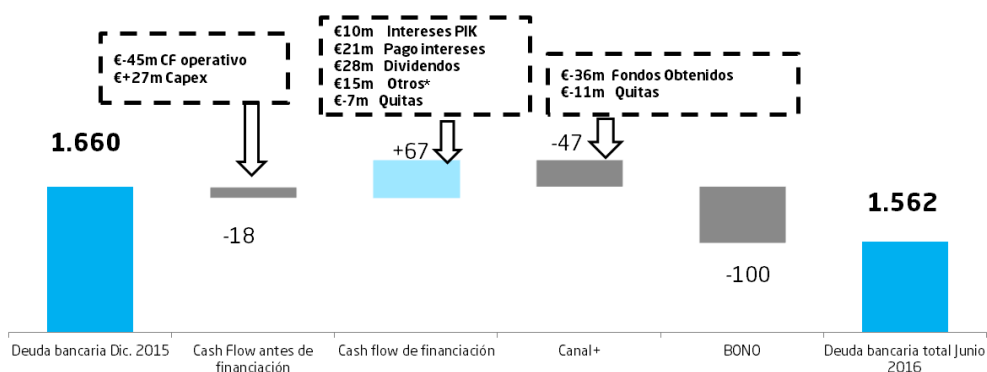 €-45m CF operativo
€+27m Capex
€10m Intereses PIK
€21m Pago intereses
€28m Dividendos
€15m Otros*
€-7m Quitas
€-36m Fondos Obtenidos
€-11m Quitas
1.660
-18
+67
-47
-100
1.562
Deuda bancaria Dic. 2015
Cash Flow antes de
financiación
Cash flow de financiación
Canal+
BONO
Deuda bancaria total Junio
2016